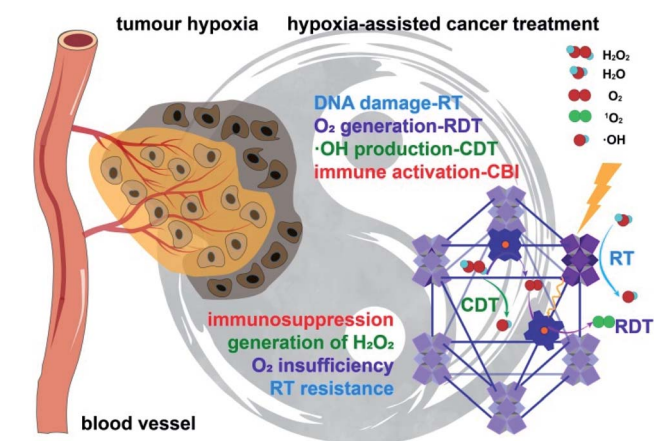 tumour hypoxia
hypoxia-assisted cancer treatment
H₂O₂
H₂O
O₂
¹O₂
·OH
DNA damage-RT
O₂ generation-RDT
·OH production-CDT
immune activation-CBI
RT
CDT
RDT
immunosuppression
generation of H₂O₂
O₂ insufficiency
RT resistance
blood vessel